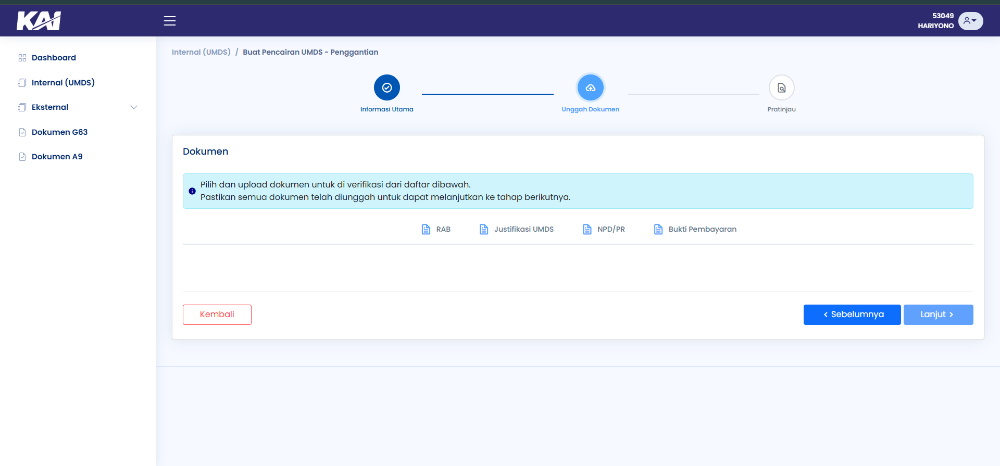 KAI
53049
HARIYONO
Dashboard
Internal (UMDS)
Eksternal
Dokumen G63
Dokumen A9
Internal (UMDS) / Buat Pencairan UMDS - Penggantian
Informasi Utama
Unggah Dokumen
Pratinjau
Dokumen
Pilih dan upload dokumen untuk di verifikasi dari daftar dibawah.
Pastikan semua dokumen telah diunggah untuk dapat melanjutkan ke tahap berikutnya.
RAB
Justifikasi UMDS
NPD/PR
Bukti Pembayaran
Kembali
Sebelumnya
Lanjut